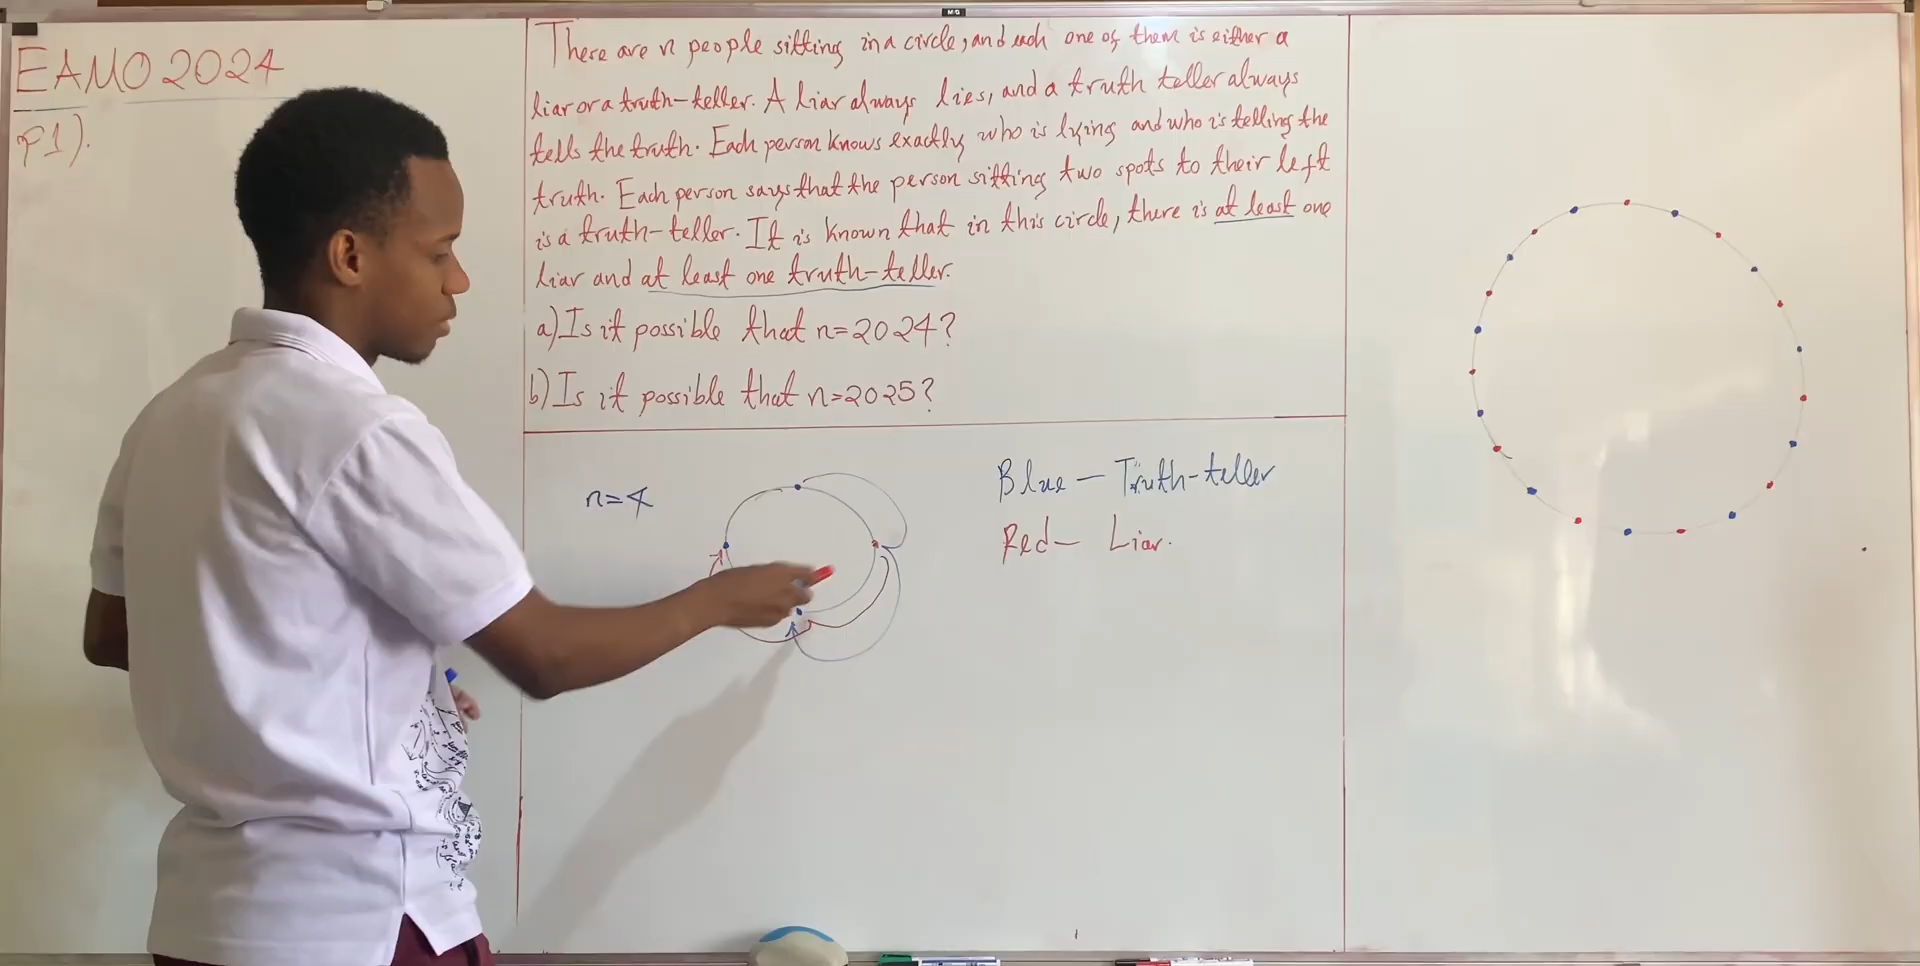 EAMO 2024
P1).
There are n people sitting in a circle, and each one of them is either a
liar or a truth-teller. A liar always lies, and a truth teller always
tells the truth. Each person knows exactly who is lying and who is telling the
truth. Each person says that the person sitting two spots to their left
is a truth-teller. It is known that in this circle, there is at least one
liar and at least one truth-teller.
a) Is it possible that n=2024?
b) Is it possible that n=2025?
n=4
Blue — Truth-teller
Red — Liar.